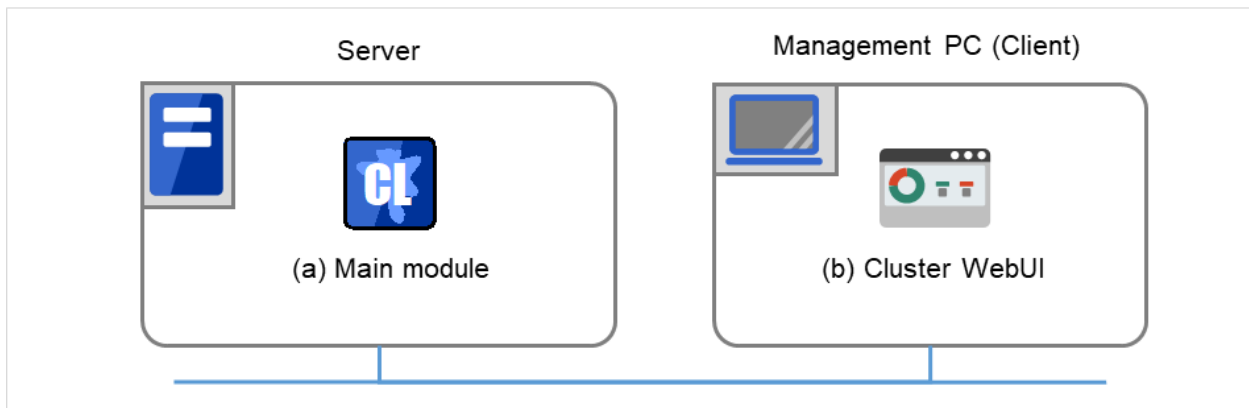 Server
Management PC (Client)
CL
(a) Main module
(b) Cluster WebUI